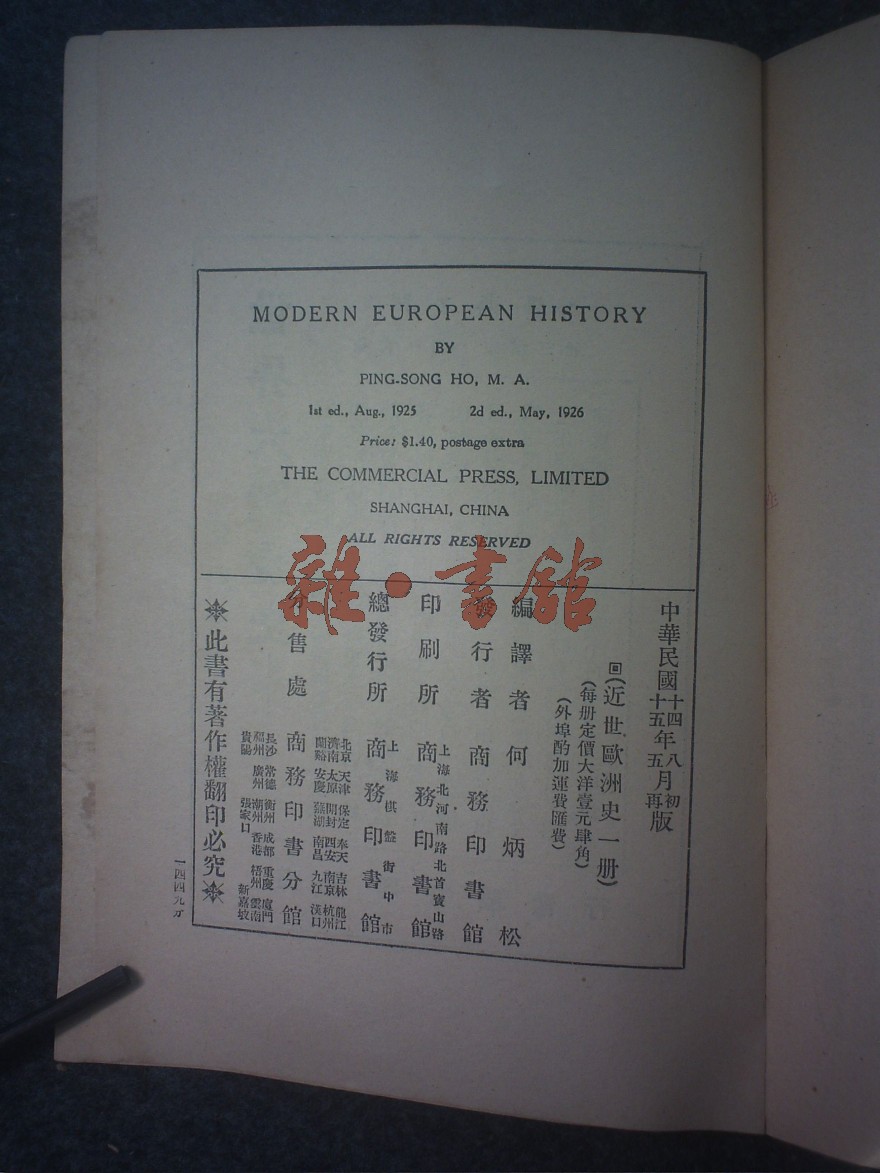 MODERN EUROPEAN HISTORY
BY
PING-SONG HO, M. A.
1st ed., Aug., 1925 2d ed., May, 1926
Price: $1.40, postage extra
THE COMMERCIAL PRESS, LIMITED
SHANGHAI, CHINA
ALL RIGHTS RESERVED
雜·書館
中華民國十四年八月初版
十五年五月再版
(近世歐洲史一册)
(每册定價大洋壹元肆角)
(外埠酌加運費匯費)
編譯者 何炳松
發行者 商務印書館
印刷所 上海北河南路北首寶山路 商務印書館
總發行所 上海棋盤街中市 商務印書館
分售處 商務印書分館
北京 天津 保定 奉天 吉林 龍江
濟南 太原 開封 西安 南京 杭州
蘭谿 安慶 蕪湖 南昌 九江 漢口
長沙 常德 衡州 成都 重慶 廈門
福州 廣州 潮州 香港 梧州 雲南
貴陽 張家口 新嘉坡
此書有著作權翻印必究
一四四九分